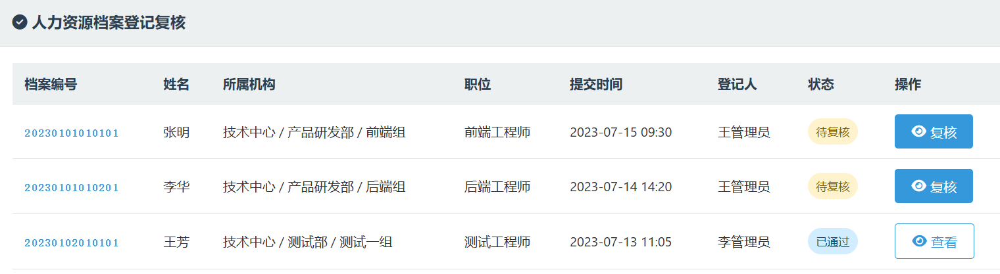 人力资源档案登记复核
档案编号 姓名 所属机构 职位 提交时间 登记人 状态 操作
20230101010101 张明 技术中心 / 产品研发部 / 前端组 前端工程师 2023-07-15 09:30 王管理员 待复核 复核
20230101010201 李华 技术中心 / 产品研发部 / 后端组 后端工程师 2023-07-14 14:20 王管理员 待复核 复核
20230102010101 王芳 技术中心 / 测试部 / 测试一组 测试工程师 2023-07-13 11:05 李管理员 已通过 查看